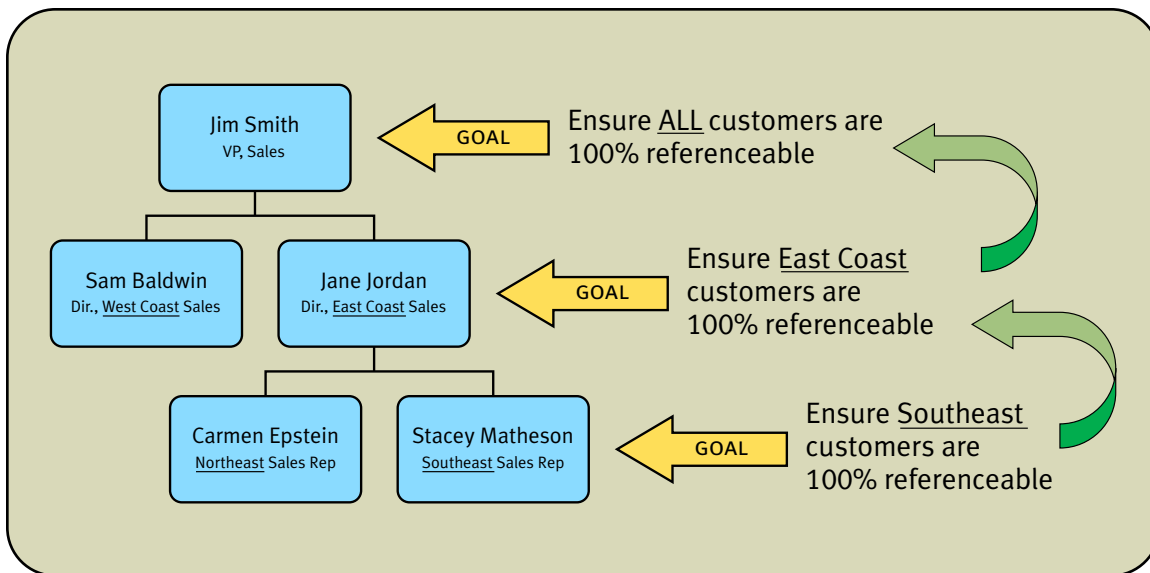 Jim Smith
VP, Sales
GOAL
Ensure ALL customers are
100% referenceable
Sam Baldwin
Dir., West Coast Sales
Jane Jordan
Dir., East Coast Sales
GOAL
Ensure East Coast
customers are
100% referenceable
Carmen Epstein
Northeast Sales Rep
Stacey Matheson
Southeast Sales Rep
GOAL
Ensure Southeast
customers are
100% referenceable